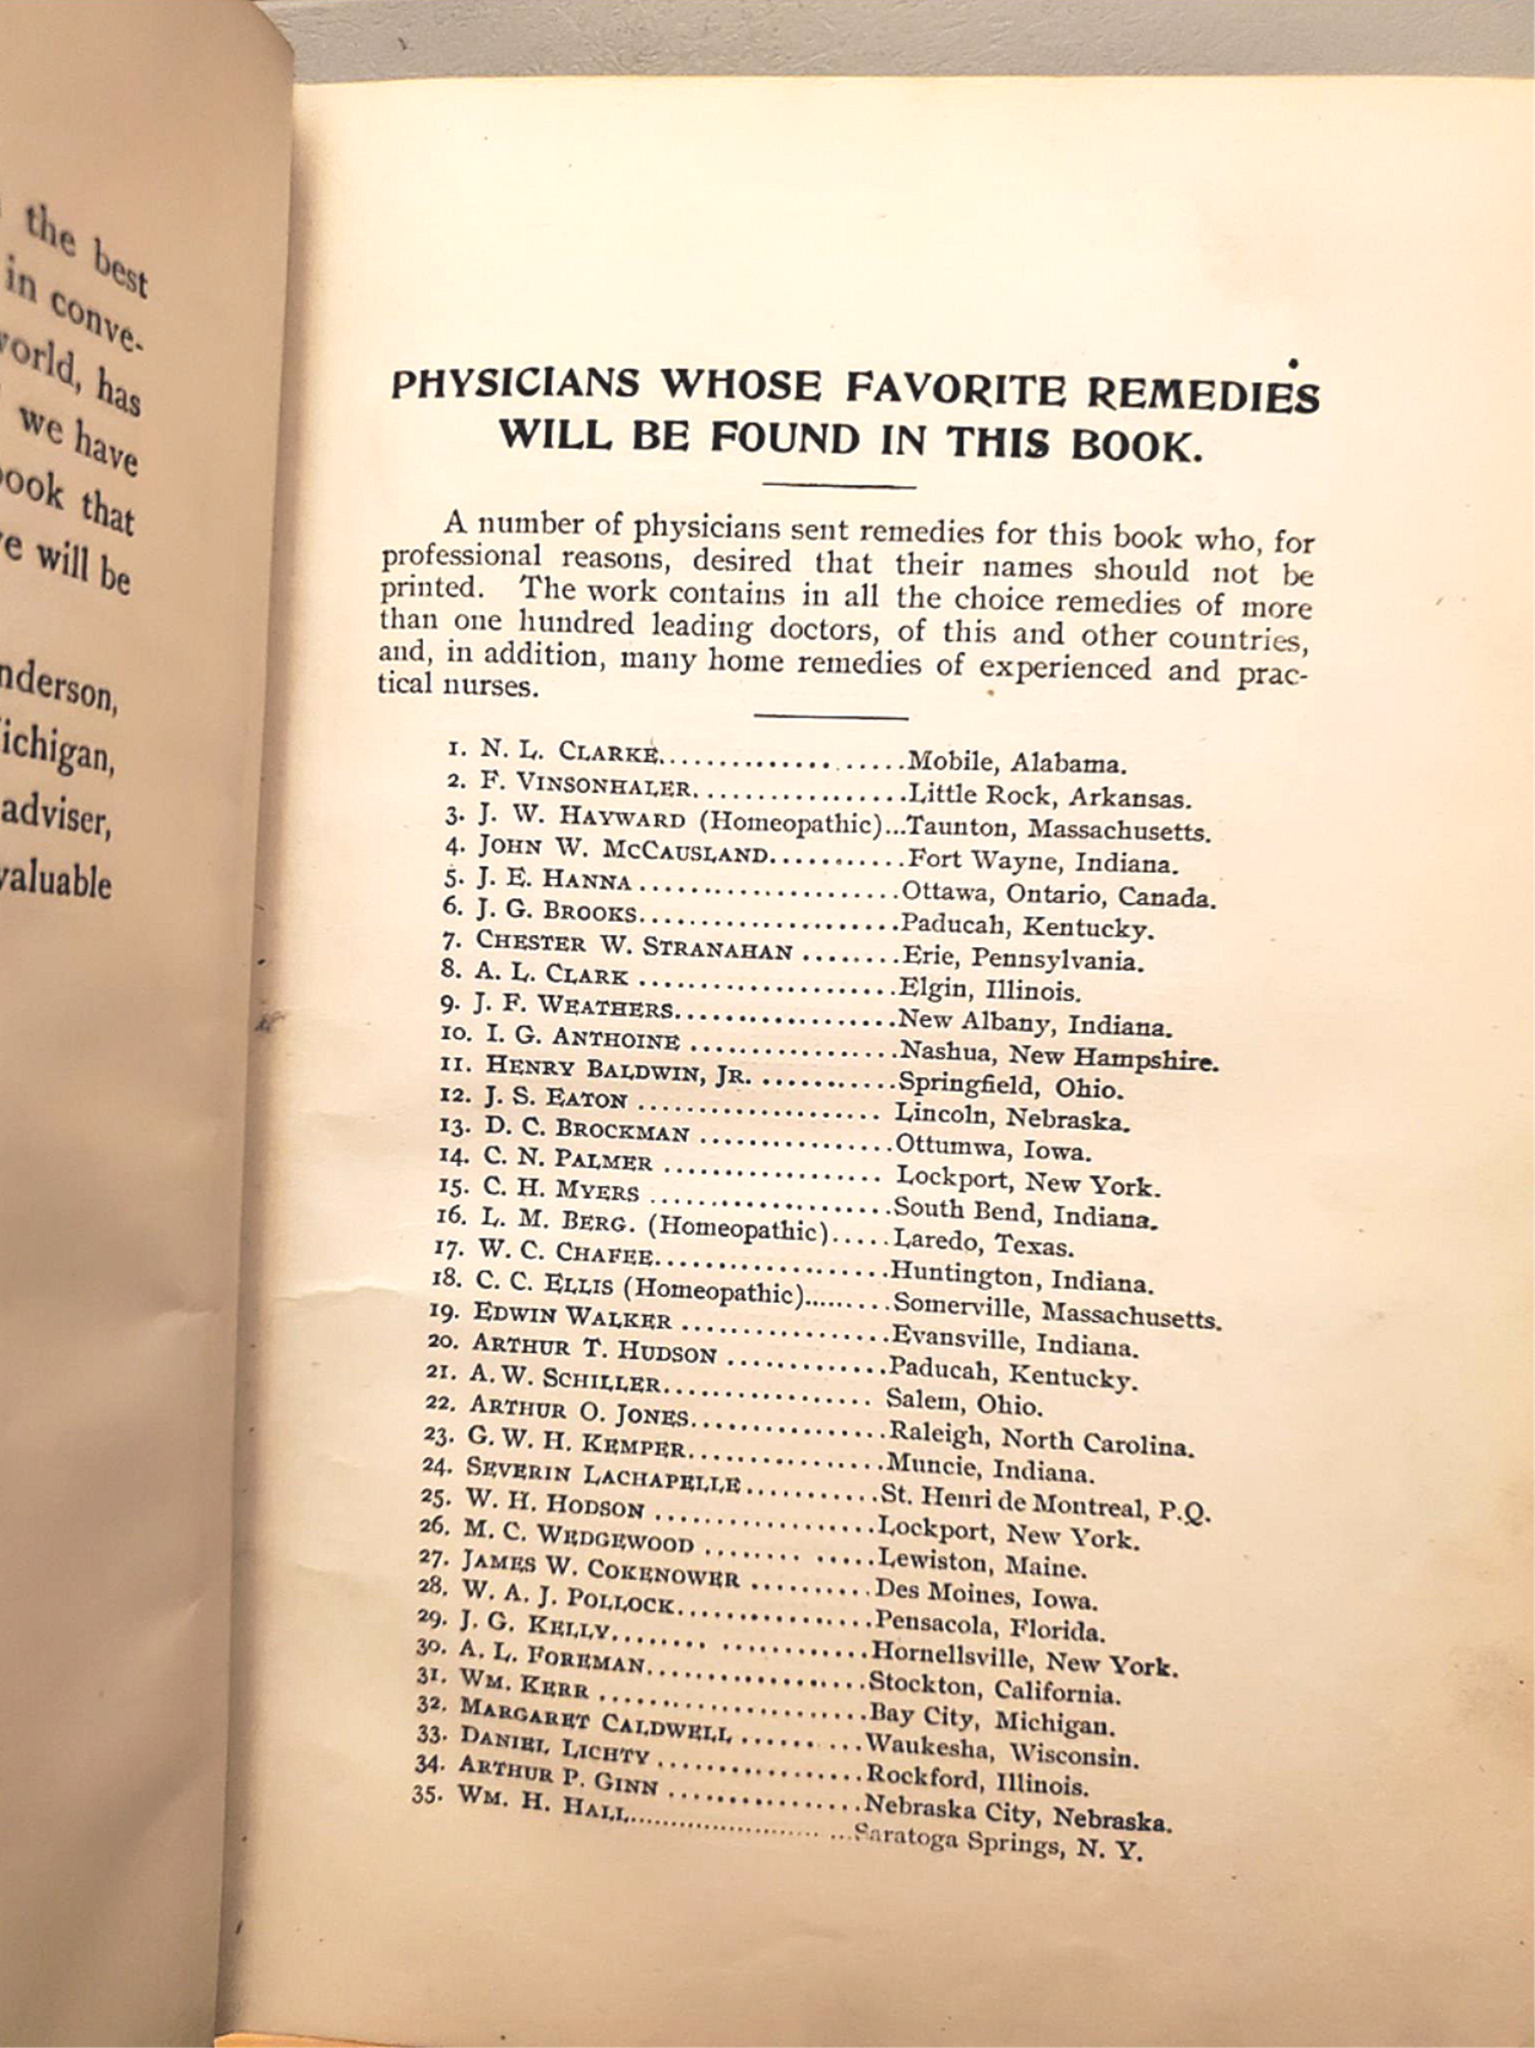 the best
in conve-
world, has
we have
book that
will be
Michigan,
adviser,
valuable
PHYSICIANS WHOSE FAVORITE REMEDIES
WILL BE FOUND IN THIS BOOK.
A number of physicians sent remedies for this book who, for
professional reasons, desired that their names should not be
printed. The work contains in all the choice remedies of more
than one hundred leading doctors, of this and other countries,
and, in addition, many home remedies of experienced and prac-
tical nurses.
1. N. L. CLARKE.................Mobile, Alabama.
2. F. VINSONHALER..................Little Rock, Arkansas.
3. J. W. HAYWARD (Homeopathic)...Taunton, Massachusetts.
4. JOHN W. MCCAUSLAND...........Fort Wayne, Indiana.
5. J. E. HANNA.....................Ottawa, Ontario, Canada.
6. J. G. BROOKS.....................Paducah, Kentucky.
7. CHESTER W. STRANAHAN ........Erie, Pennsylvania.
8. A. L. CLARK .....................Elgin, Illinois.
9. J. F. WEATHERS..................New Albany, Indiana.
10. I. G. ANTHOINE .................Nashua, New Hampshire.
11. HENRY BALDWIN, JR. ...........Springfield, Ohio.
12. J. S. EATON .................... Lincoln, Nebraska.
13. D. C. BROCKMAN ................Ottumwa, Iowa.
14. C. N. PALMER .................. Lockport, New York.
15. C. H. MYERS ....................South Bend, Indiana.
16. L. M. BERG. (Homeopathic).....Laredo, Texas.
17. W. C. CHAFEE...................Huntington, Indiana.
18. C. C. ELLIS (Homeopathic).........Somerville, Massachusetts.
19. EDWIN WALKER .................Evansville, Indiana.
20. ARTHUR T. HUDSON .............Paducah, Kentucky.
21. A. W. SCHILLER................. Salem, Ohio.
22. ARTHUR O. JONES................Raleigh, North Carolina.
23. G. W. H. KEMPER................Muncie, Indiana.
24. SEVERIN LACHAPELLE...........St. Henri de Montreal, P.Q.
25. W. H. HODSON ..................Lockport, New York.
26. M. C. WEDGEWOOD ........ .....Lewiston, Maine.
27. JAMES W. COKENOWER ..........Des Moines, Iowa.
28. W. A. J. POLLOCK................Pensacola, Florida.
29. J. G. KELLY........ ............Hornellsville, New York.
30. A. L. FOREMAN..................Stockton, California.
31. WM. KERR ......................Bay City, Michigan.
32. MARGARET CALDWELL ...... ...Waukesha, Wisconsin.
33. DANIEL LICHTY .................Rockford, Illinois.
34. ARTHUR P. GINN ................Nebraska City, Nebraska.
35. WM. H. HALL........................ ...Saratoga Springs, N. Y.